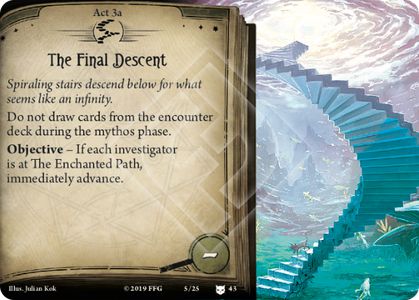 Act 3a
The Final Descent
Spiraling stairs descend below for what
seems like an infinity.
Do not draw cards from the encounter
deck during the mythos phase.
Objective – If each investigator
is at The Enchanted Path,
immediately advance.
–
Illus. Julian Kok
© 2019 FFG
5/25
43